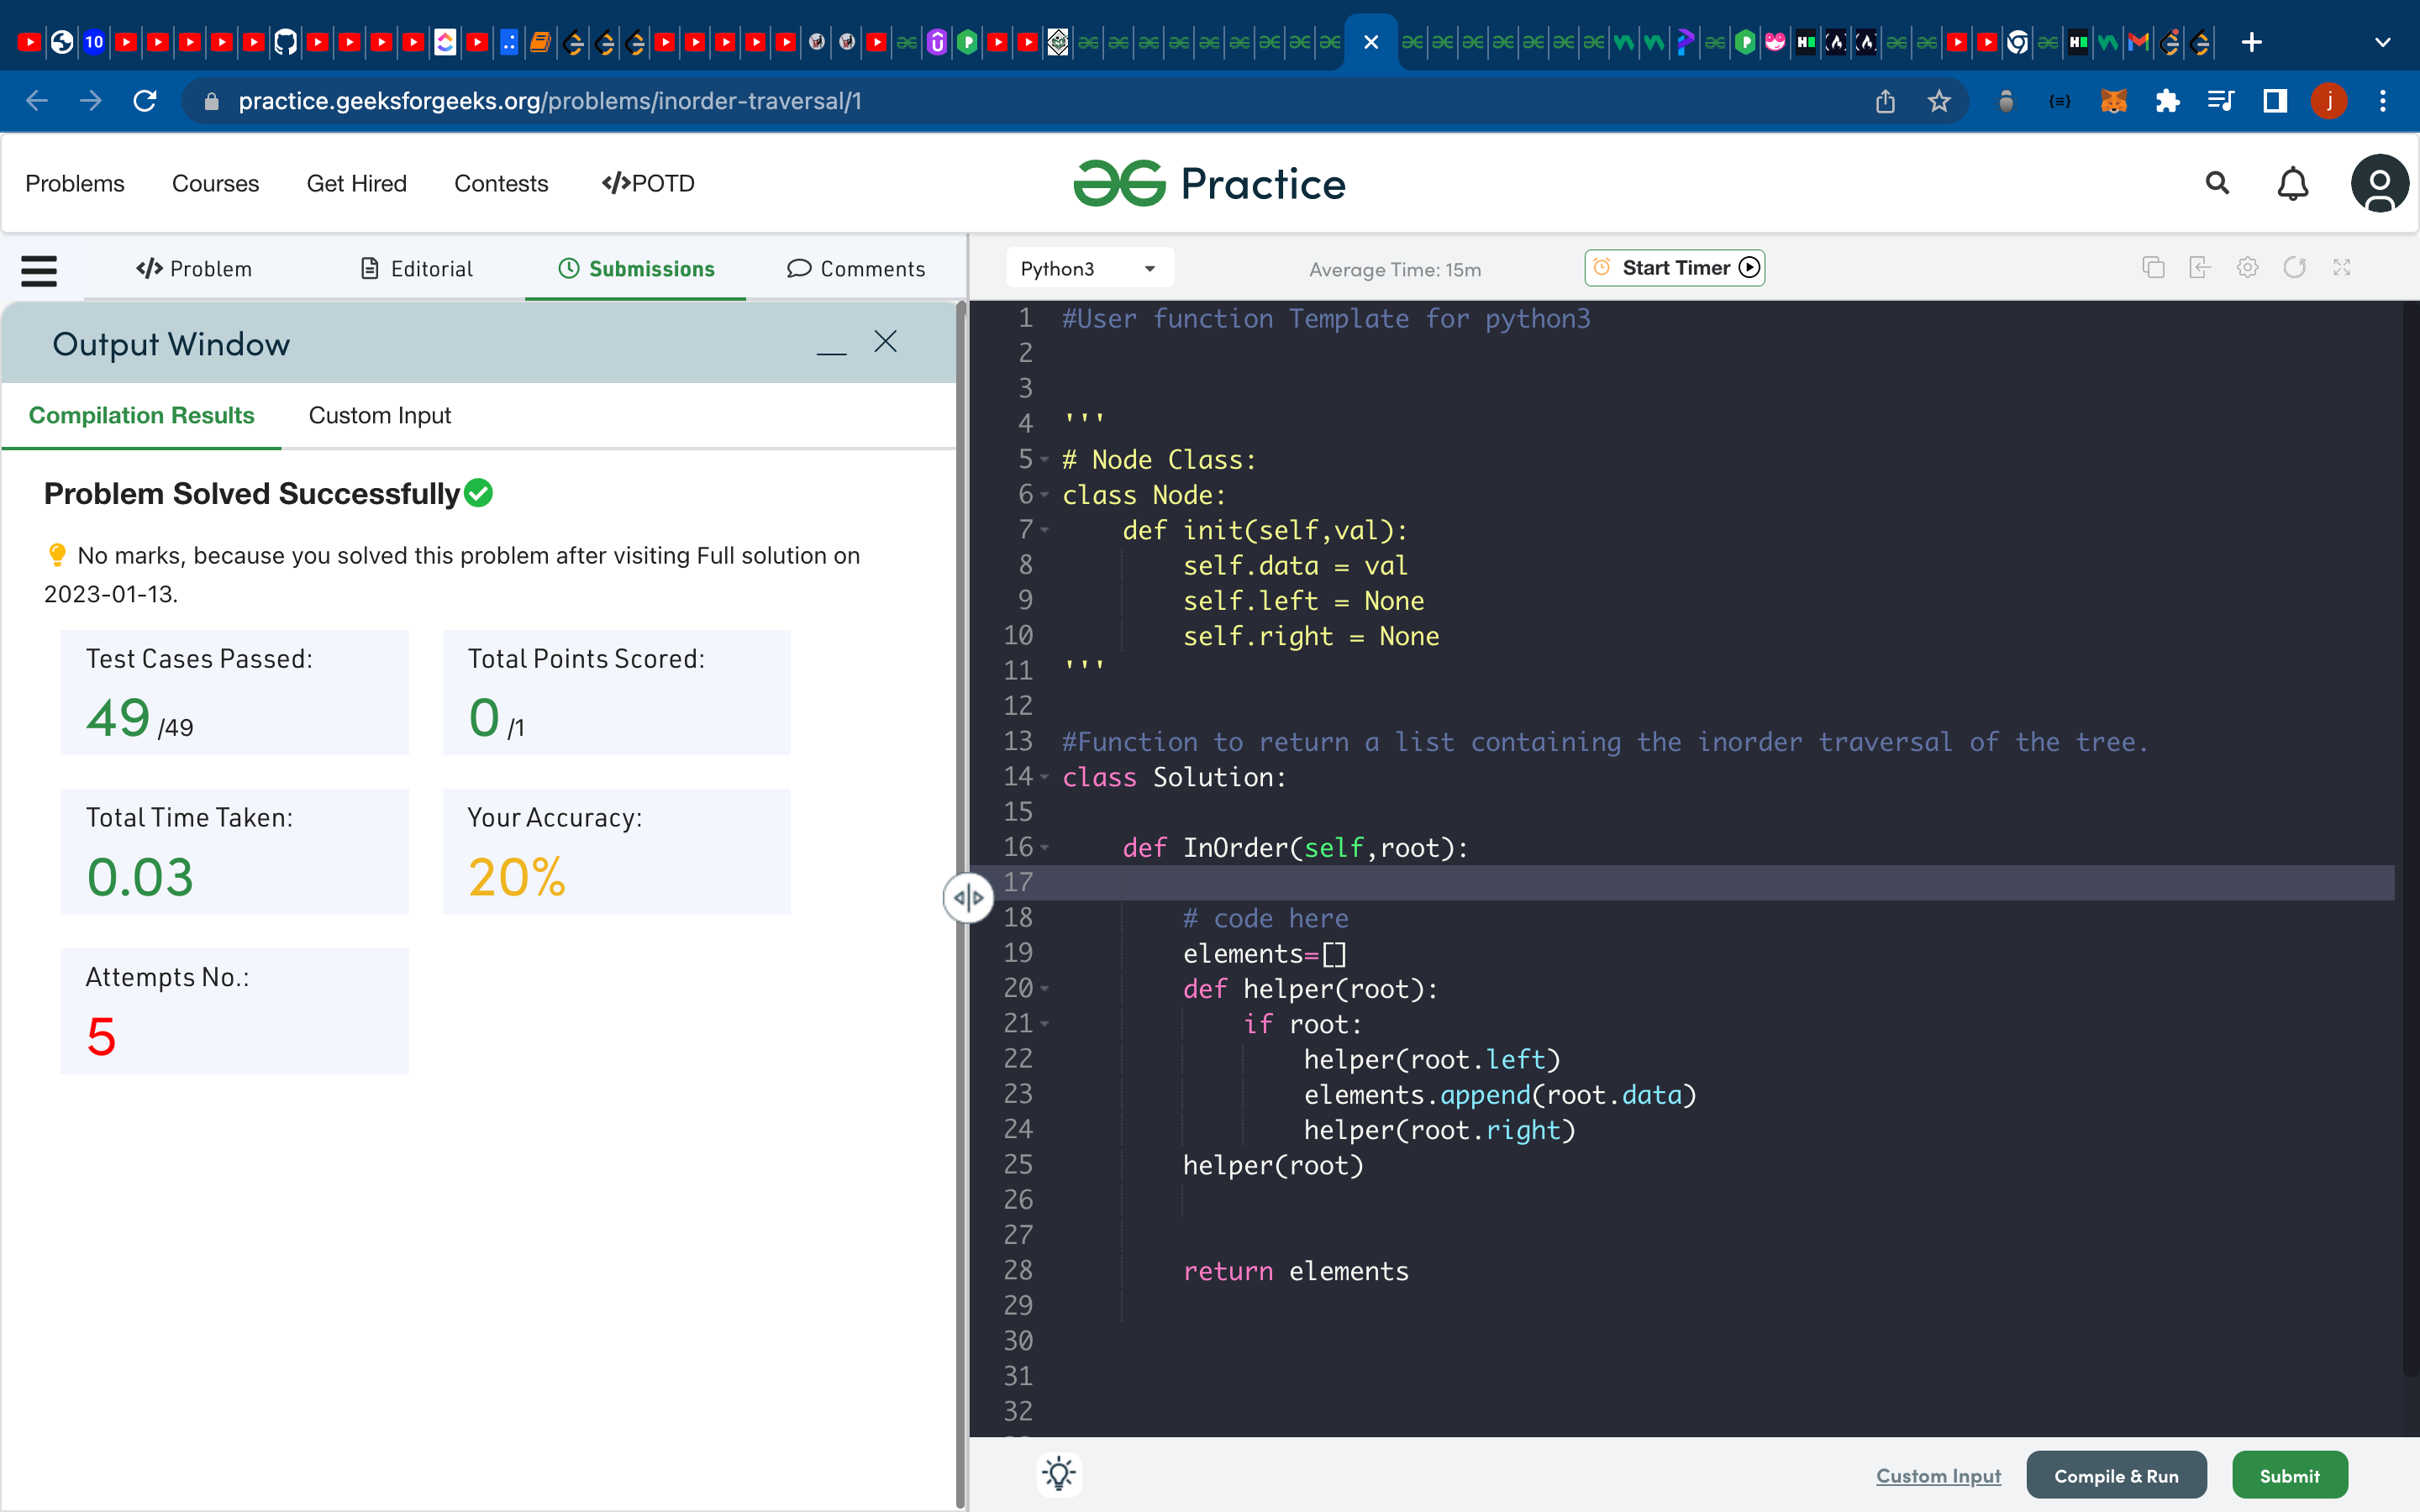 10
practice.geeksforgeeks.org/problems/inorder-traversal/1
j
Problems
Courses
Get Hired
Contests
</>POTD
Practice
</> Problem
Editorial
Submissions
Comments
Python3
Average Time: 15m
Start Timer
Output Window
Compilation Results
Custom Input
Problem Solved Successfully
No marks, because you solved this problem after visiting Full solution on
2023-01-13.
Test Cases Passed:
49 /49
Total Points Scored:
0 /1
Total Time Taken:
0.03
Your Accuracy:
20%
Attempts No.:
5
1 #User function Template for python3
2
3
4 '''
5 # Node Class:
6 class Node:
7     def init(self,val):
8         self.data = val
9         self.left = None
10         self.right = None
11 '''
12
13 #Function to return a list containing the inorder traversal of the tree.
14 class Solution:
15
16     def InOrder(self,root):
17
18         # code here
19         elements=[]
20         def helper(root):
21             if root:
22                 helper(root.left)
23                 elements.append(root.data)
24                 helper(root.right)
25         helper(root)
26
27
28         return elements
29
30
31
32
Custom Input
Compile & Run
Submit